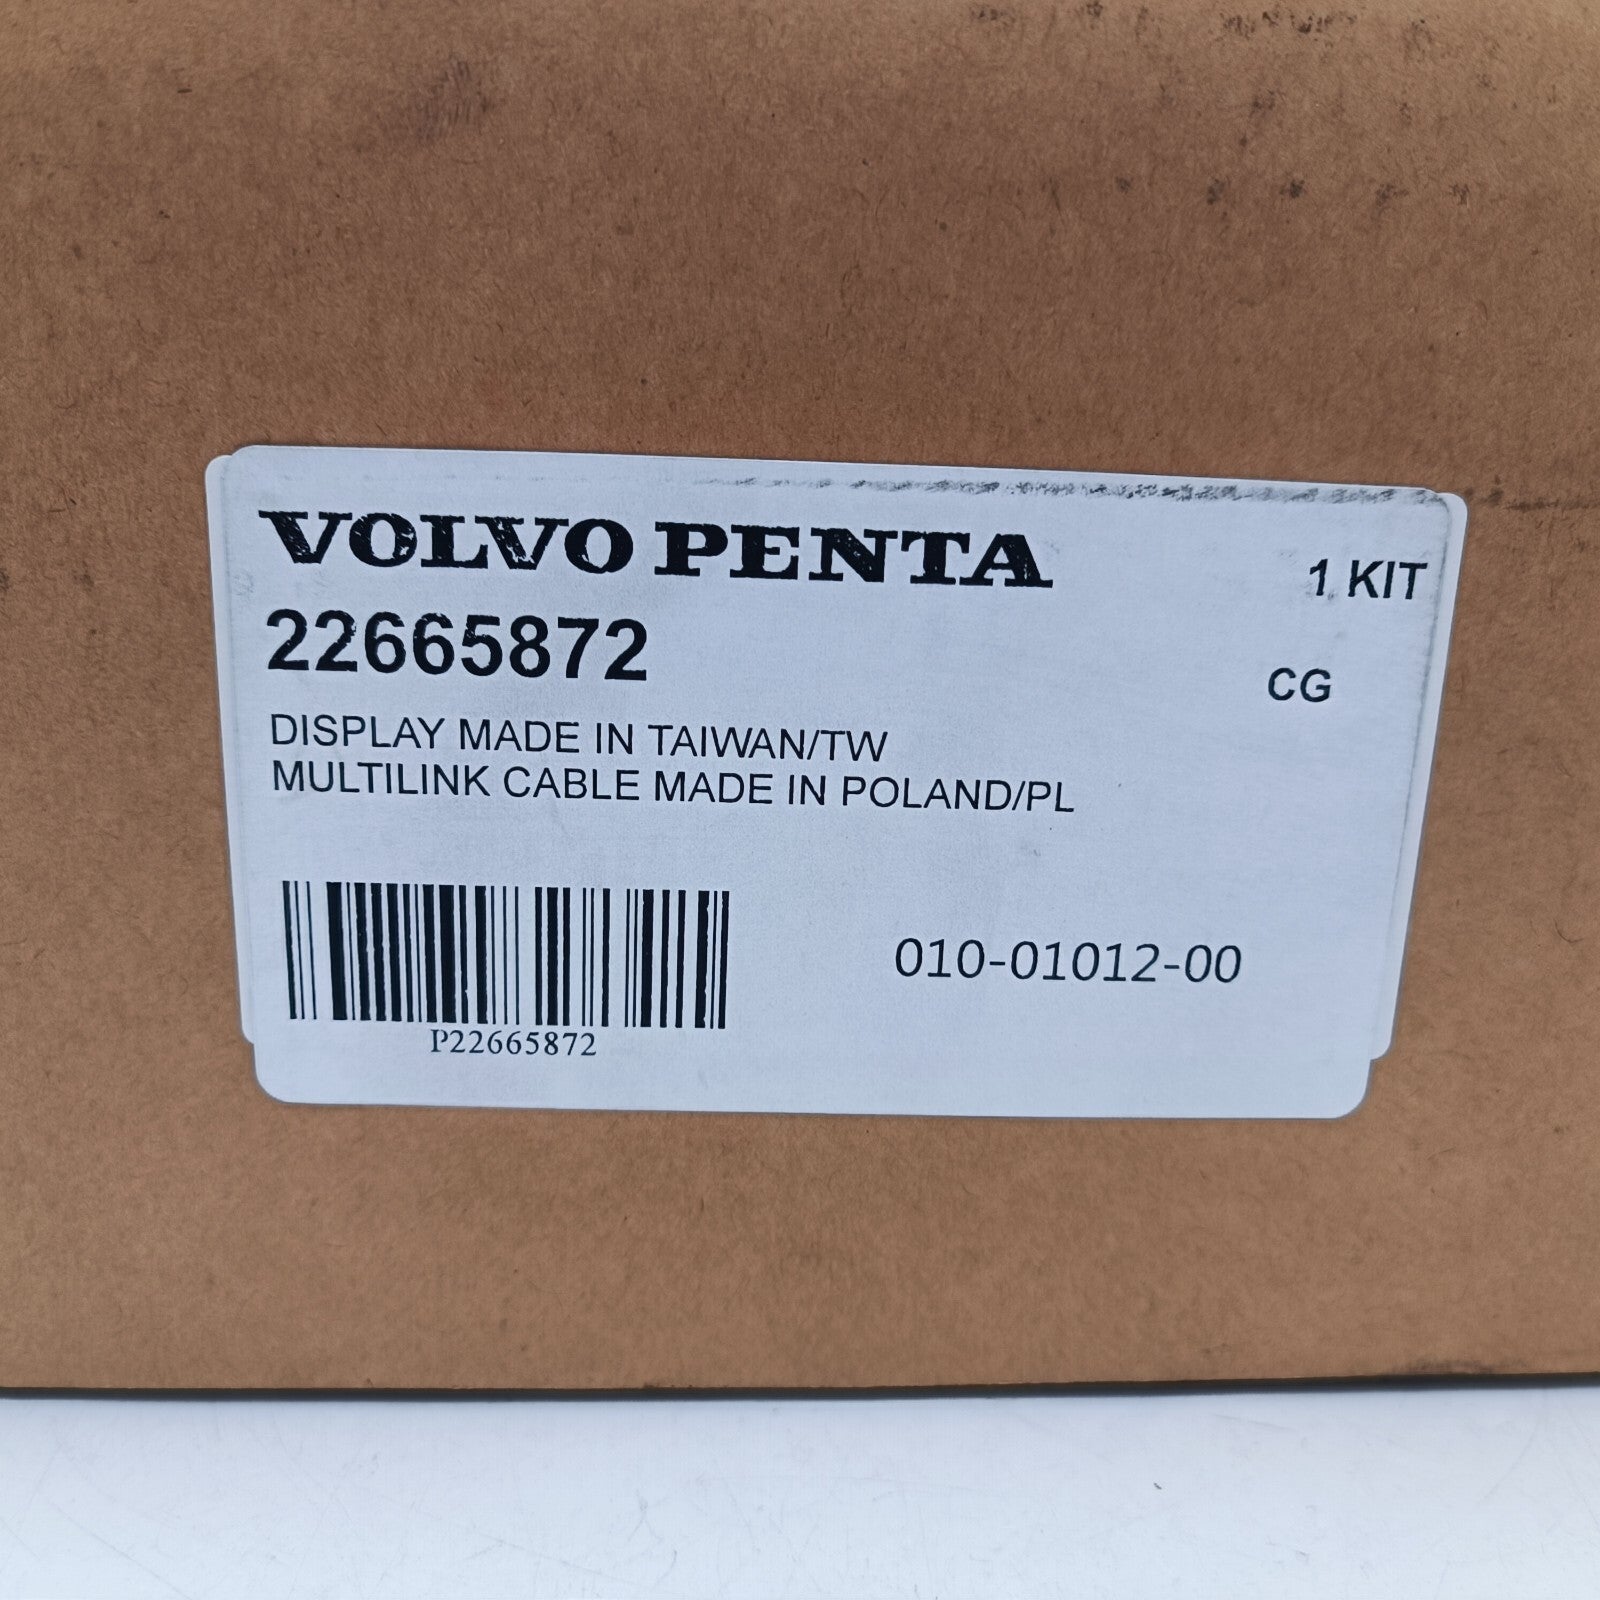 VOLVO PENTA
1 KIT
22665872
CG
DISPLAY MADE IN TAIWAN/TW
MULTILINK CABLE MADE IN POLAND/PL
010-01012-00
P22665872